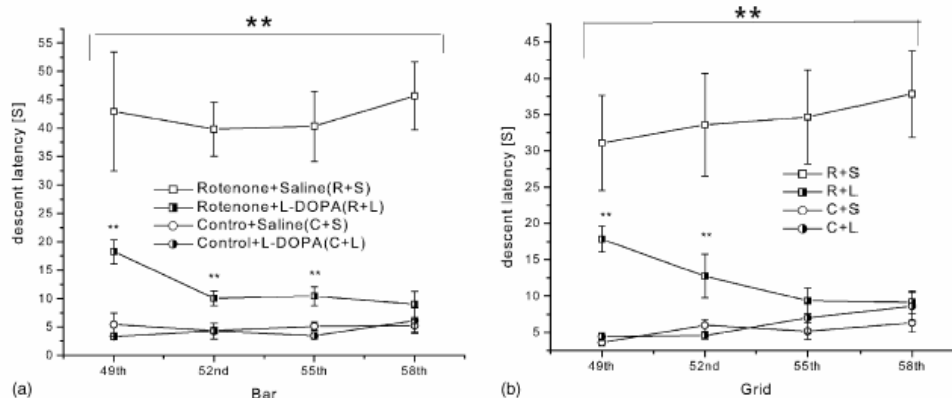 **
descent latency [S]
55
50
45
40
35
30
25
20
15
10
5
0
Rotenone+Saline(R+S)
Rotenone+L-DOPA(R+L)
Contro+Saline(C+S)
Control+L-DOPA(C+L)
**
**
**
49th 52nd 55th 58th
(a) Bar
**
descent latency [S]
40
35
30
25
20
15
10
5
R+S
R+L
C+S
C+L
**
**
49th 52nd 55th 58th
(b) Grid